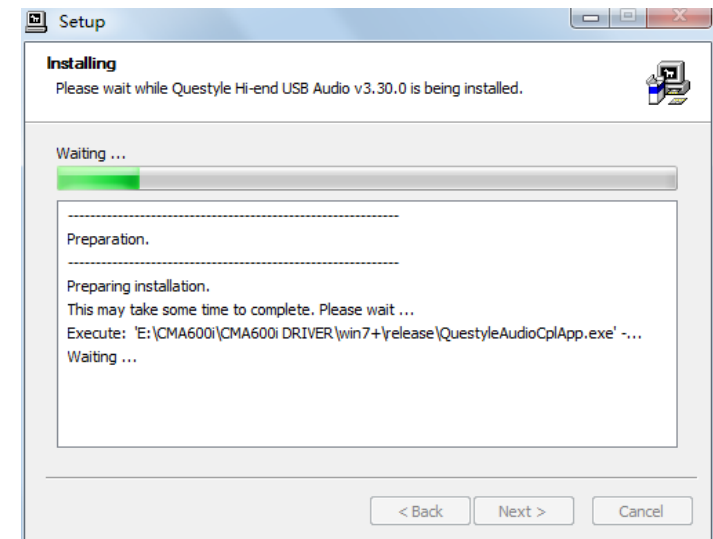 Setup
Installing
Please wait while Questyle Hi-end USB Audio v3.30.0 is being installed.
Waiting ...
------------------------------------------------------------
Preparation.
------------------------------------------------------------
Preparing installation.
This may take some time to complete. Please wait ...
Execute: 'E:\CMA600i\CMA600i DRIVER\win7+\release\QuestyleAudioCplApp.exe' -...
Waiting ...
< Back
Next >
Cancel